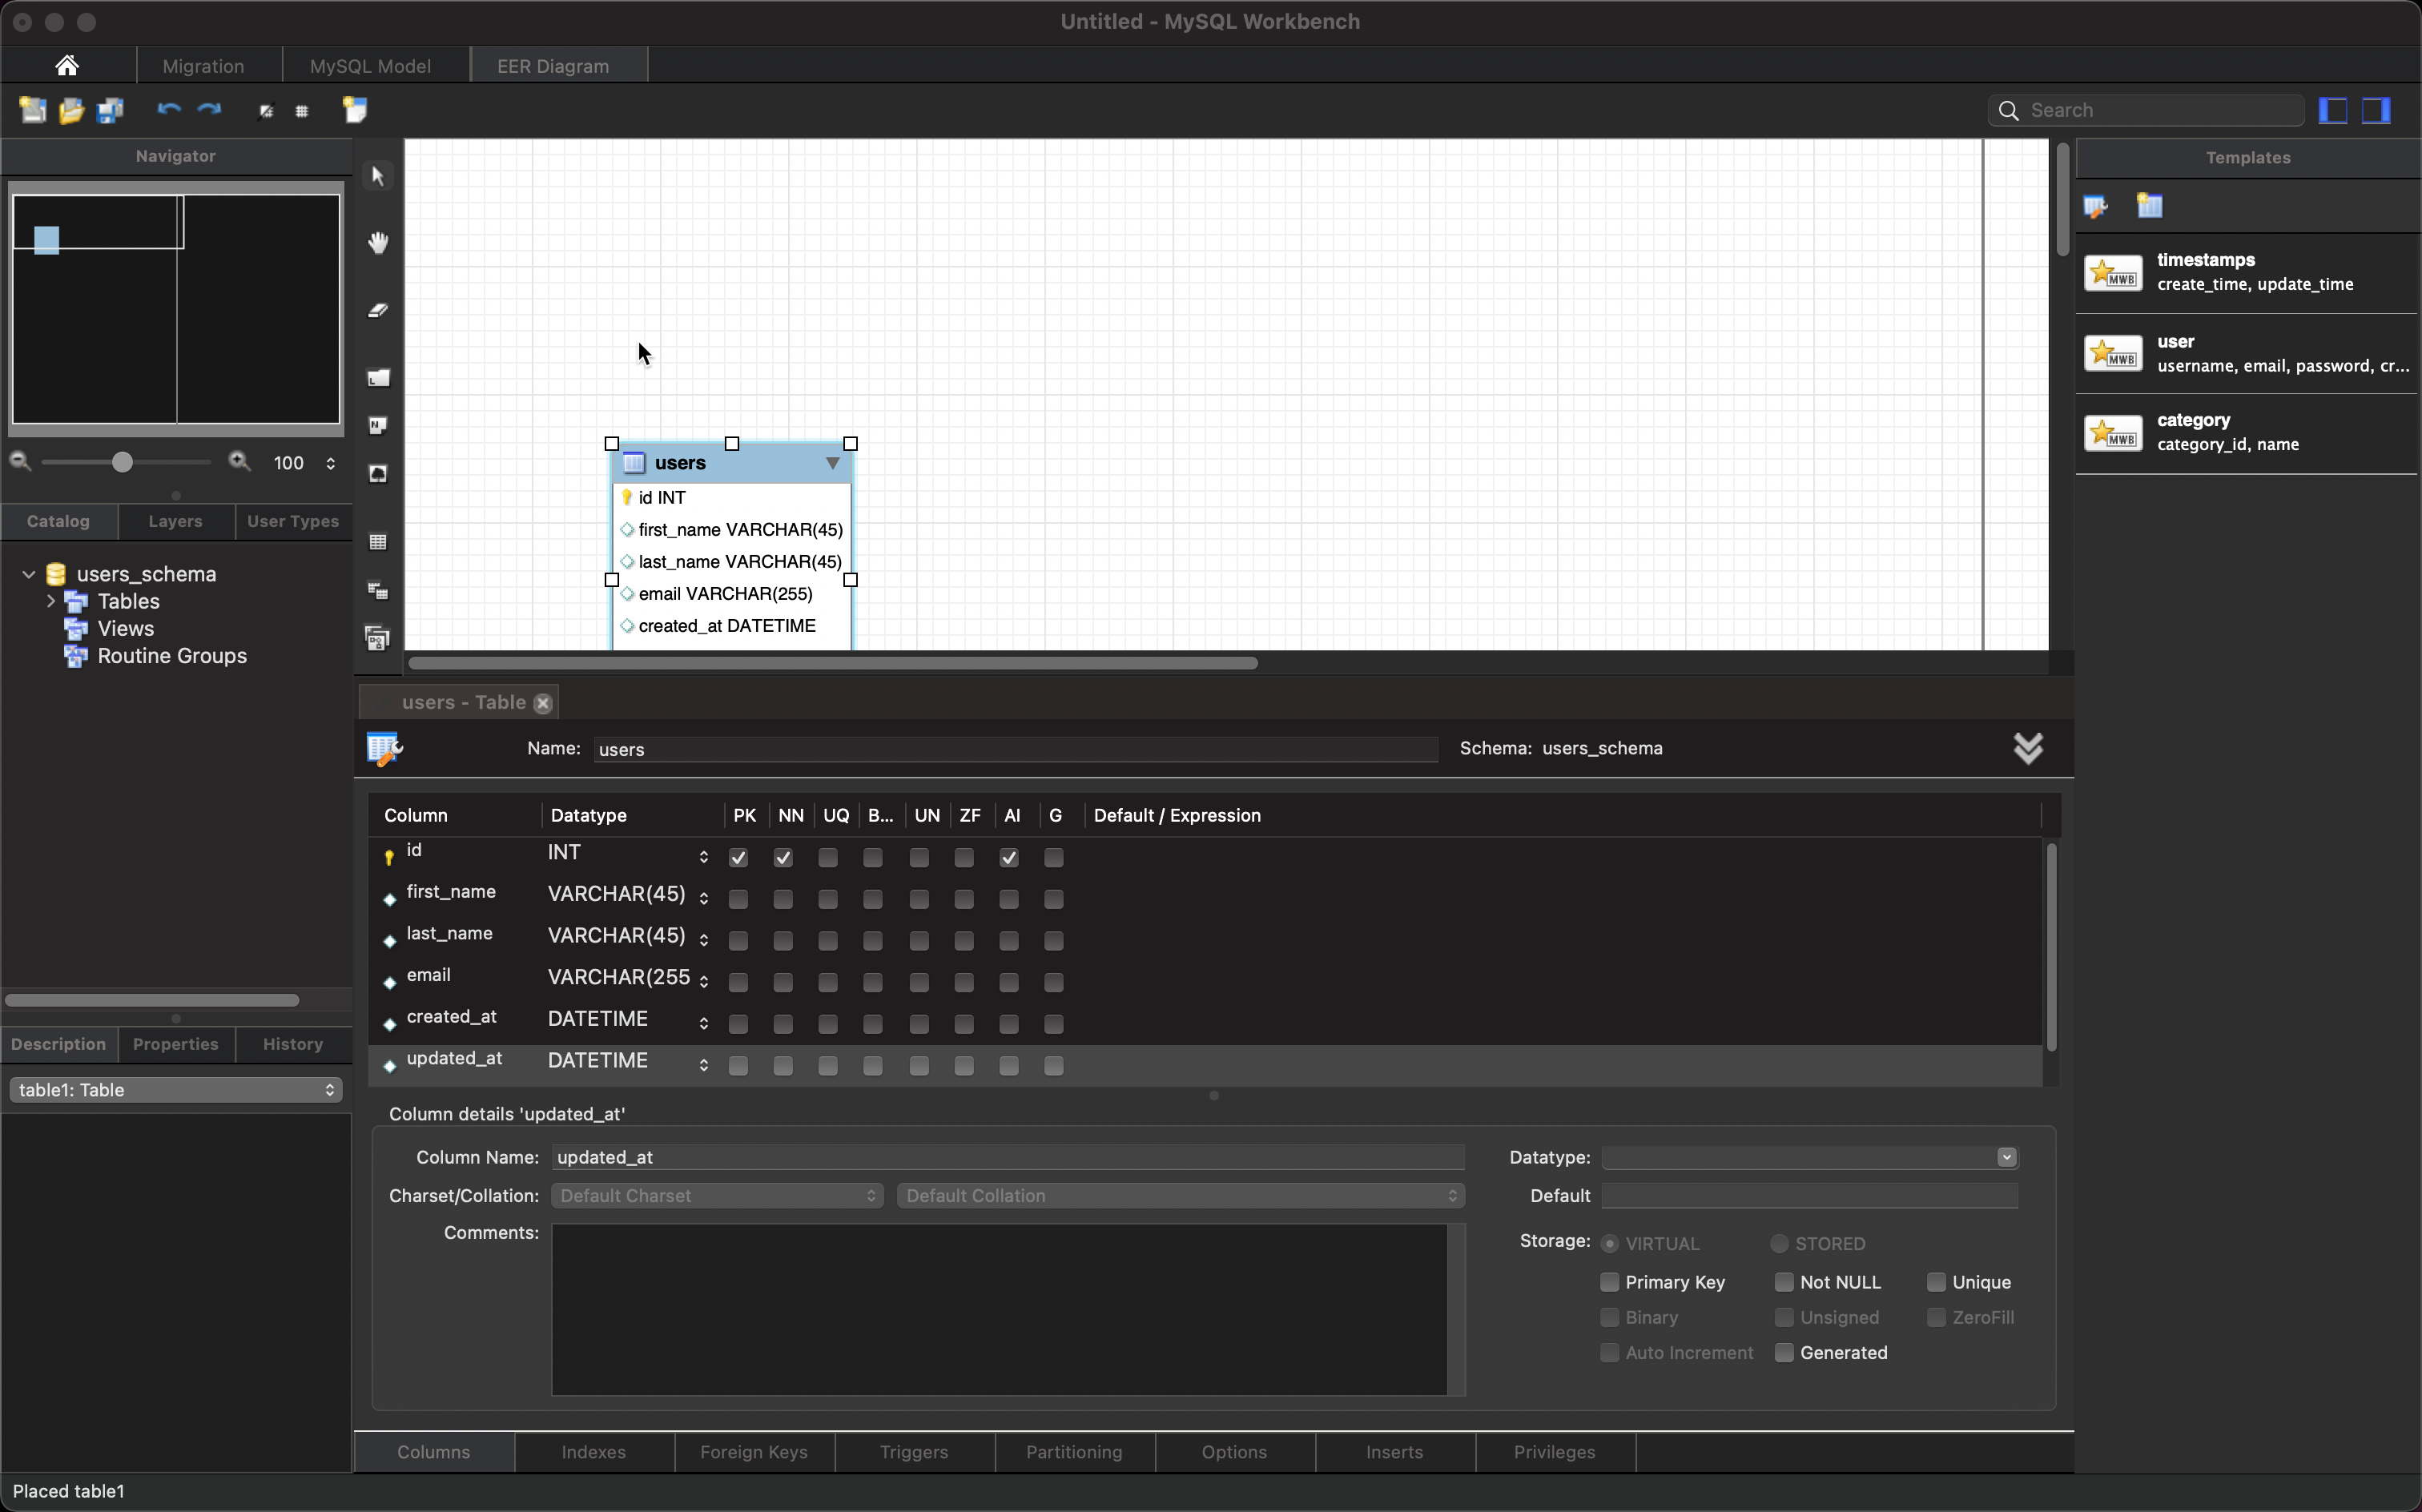 Untitled - MySQL Workbench
Migration
MySQL Model
EER Diagram
Search
Navigator
100
Catalog
Layers
User Types
users_schema
Tables
Views
Routine Groups
Description
Properties
History
table1: Table
users
id INT
first_name VARCHAR(45)
last_name VARCHAR(45)
email VARCHAR(255)
created_at DATETIME
Templates
MWB
timestamps
create_time, update_time
MWB
user
username, email, password, cr...
MWB
category
category_id, name
users - Table
Name: users
Schema: users_schema
Column Datatype PK NN UQ B... UN ZF AI G Default / Expression
id INT
first_name VARCHAR(45)
last_name VARCHAR(45)
email VARCHAR(255
created_at DATETIME
updated_at DATETIME
Column details 'updated_at'
Column Name: updated_at
Charset/Collation: Default Charset Default Collation
Comments:
Datatype:
Default
Storage: VIRTUAL STORED
Primary Key Not NULL Unique
Binary Unsigned ZeroFill
Auto Increment Generated
Columns
Indexes
Foreign Keys
Triggers
Partitioning
Options
Inserts
Privileges
Placed table1